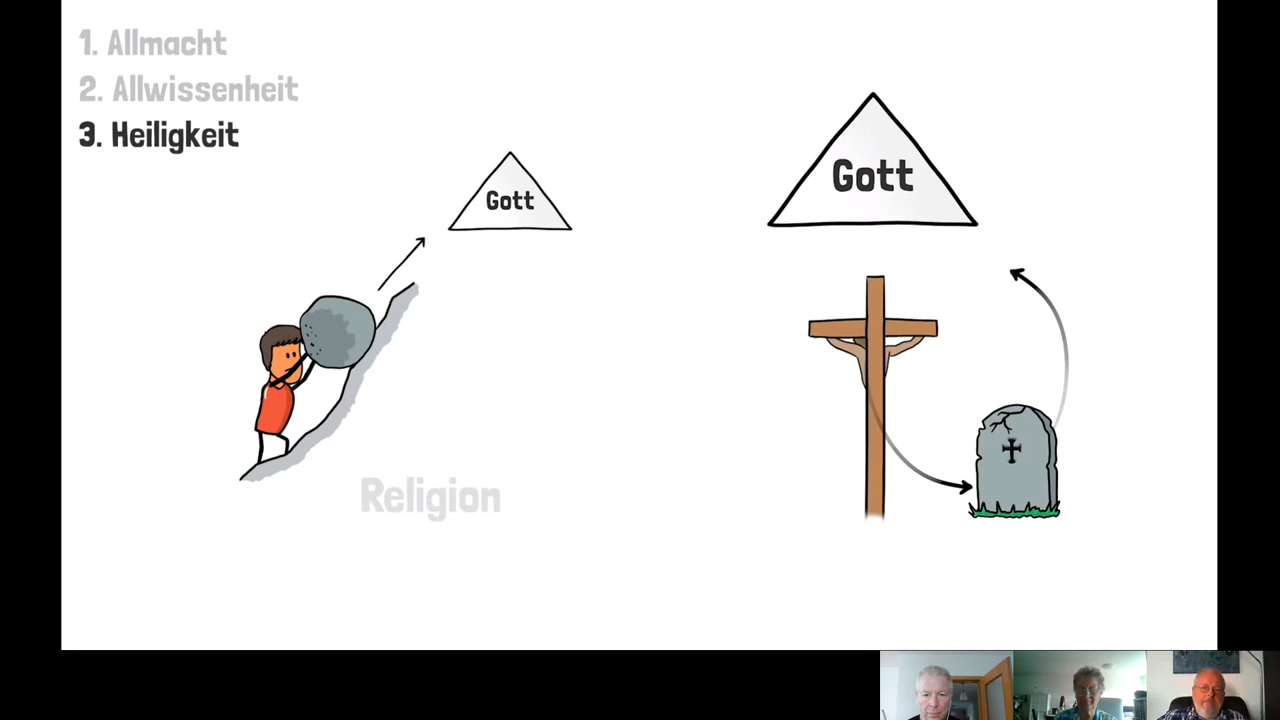 1. Allmacht
2. Allwissenheit
3. Heiligkeit
Gott
Gott
Religion